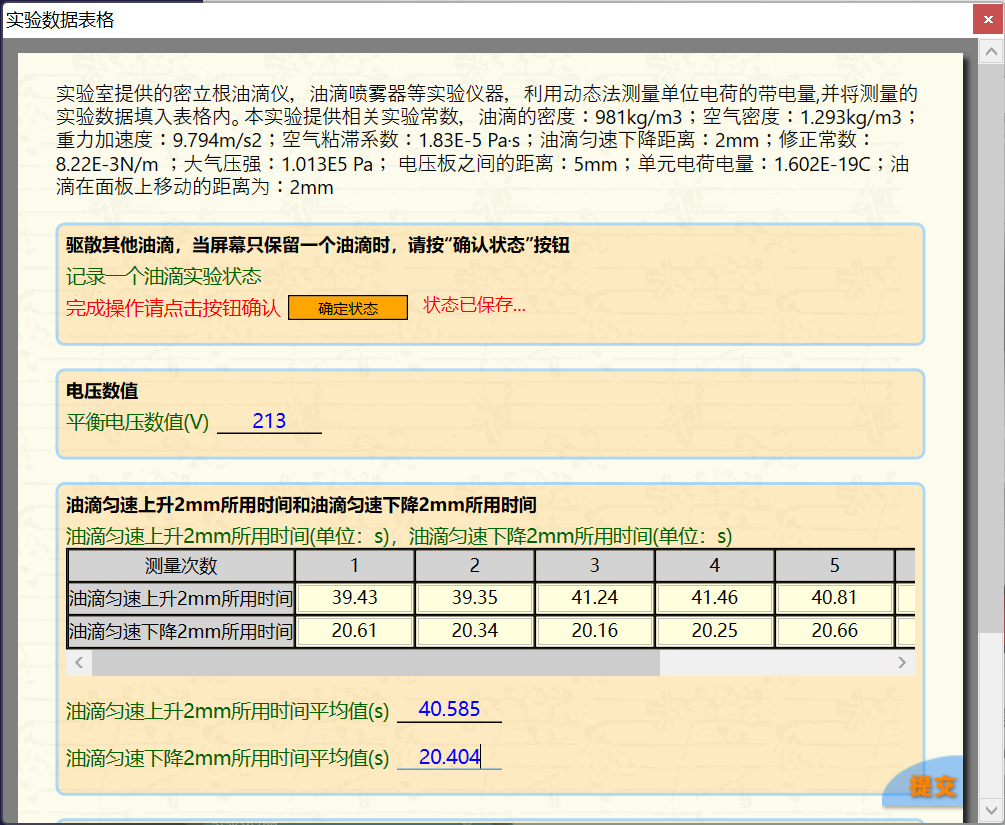 实验数据表格
实验室提供的密立根油滴仪，油滴喷雾器等实验仪器，利用动态法测量单位电荷的带电量,并将测量的
实验数据填入表格内。本实验提供相关实验常数，油滴的密度：981kg/m3；空气密度：1.293kg/m3；
重力加速度：9.794m/s2；空气粘滞系数：1.83E-5 Pa·s；油滴匀速下降距离：2mm；修正常数：
8.22E-3N/m ；大气压强：1.013E5 Pa； 电压板之间的距离：5mm；单元电荷电量：1.602E-19C；油
滴在面板上移动的距离为：2mm
驱散其他油滴，当屏幕只保留一个油滴时，请按“确认状态”按钮
记录一个油滴实验状态
完成操作请点击按钮确认 确定状态 状态已保存...
电压数值
平衡电压数值(V) 213
油滴匀速上升2mm所用时间和油滴匀速下降2mm所用时间
油滴匀速上升2mm所用时间(单位：s)，油滴匀速下降2mm所用时间(单位：s)
测量次数 1 2 3 4 5
油滴匀速上升2mm所用时间 39.43 39.35 41.24 41.46 40.81
油滴匀速下降2mm所用时间 20.61 20.34 20.16 20.25 20.66
油滴匀速上升2mm所用时间平均值(s) 40.585
油滴匀速下降2mm所用时间平均值(s) 20.404
提交